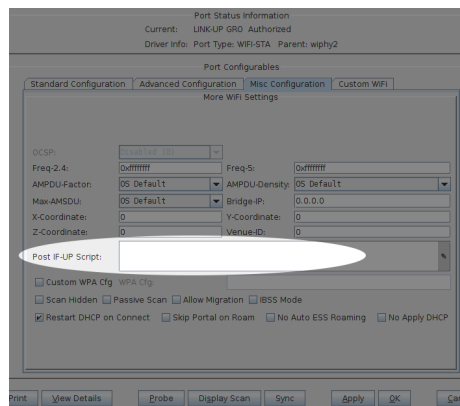 Port Status Information
Current: LINK-UP GRO Authorized
Driver Info: Port Type: WIFI-STA Parent: wiphy2
Port Configurables
Standard Configuration Advanced Configuration Misc Configuration Custom WiFi
More WiFi Settings
OCSP: Disabled (0)
Freq-2.4: 0xffffffff Freq-5: 0xffffffff
AMPDU-Factor: OS Default AMPDU-Density: OS Default
Max-AMSDU: OS Default Bridge-IP: 0.0.0.0
X-Coordinate: 0 Y-Coordinate: 0
Z-Coordinate: 0 Venue-ID: 0
Post IF-UP Script:
Custom WPA Cfg WPA Cfg:
Scan Hidden Passive Scan Allow Migration IBSS Mode
Restart DHCP on Connect Skip Portal on Roam No Auto ESS Roaming No Apply DHCP
Print View Details Probe Display Scan Sync Apply OK